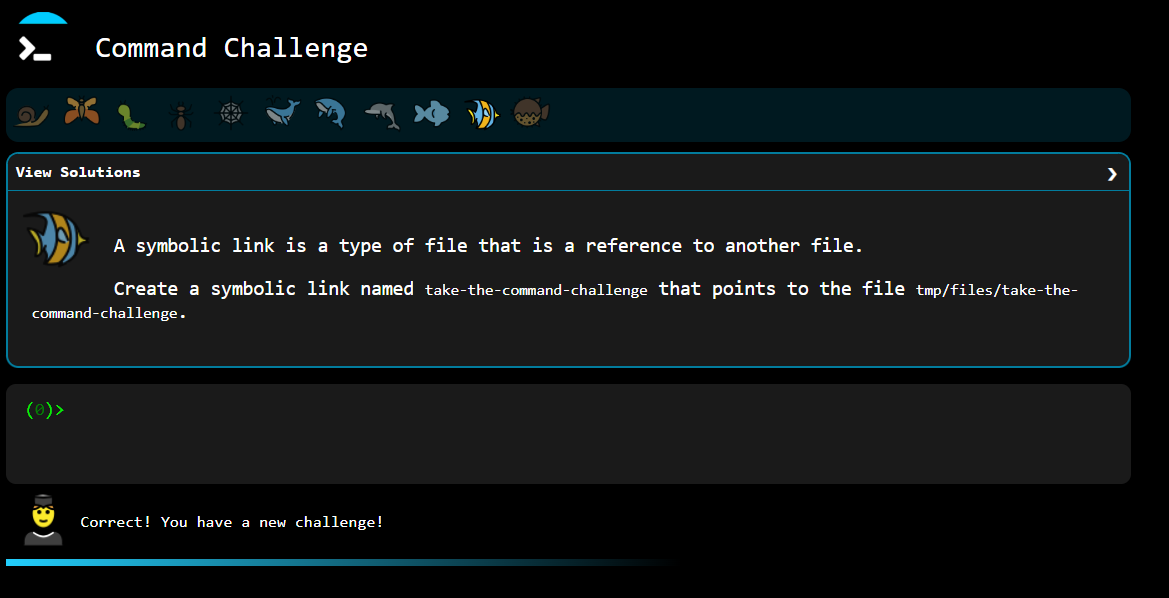 Command Challenge
View Solutions
A symbolic link is a type of file that is a reference to another file.
Create a symbolic link named take-the-command-challenge that points to the file tmp/files/take-the-
command-challenge.
(0)>
Correct! You have a new challenge!